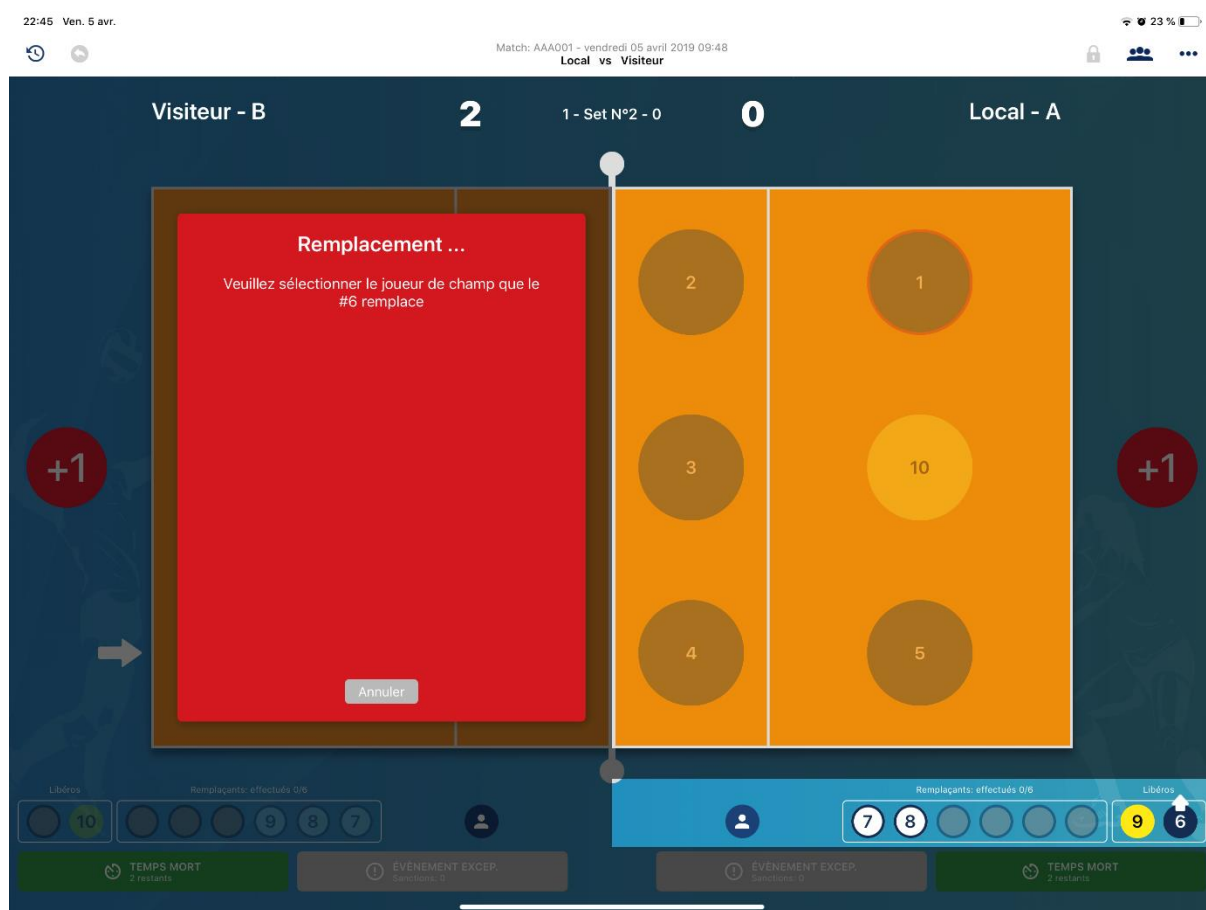 22:45 Ven. 5 avr.
23 %
Match: AAA001 - vendredi 05 avril 2019 09:48
Local vs Visiteur
Visiteur - B
2
1 - Set N°2 - 0
0
Local - A
Remplacement ...
Veuillez sélectionner le joueur de champ que le
#6 remplace
2
1
+1
3
10
+1
4
5
Annuler
Libéros
Remplaçants: effectués 0/6
Remplaçants: effectués 0/6
Libéros
10
9
8
7
7
8
9
6
TEMPS MORT
2 restants
ÉVÈNEMENT EXCEP.
Sanctions: 0
ÉVÈNEMENT EXCEP.
Sanctions: 0
TEMPS MORT
2 restants